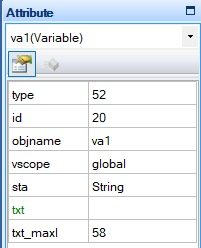 Attribute
va1(Variable)
type 52
id 20
objname va1
vscope global
sta String
txt
txt_maxl 58